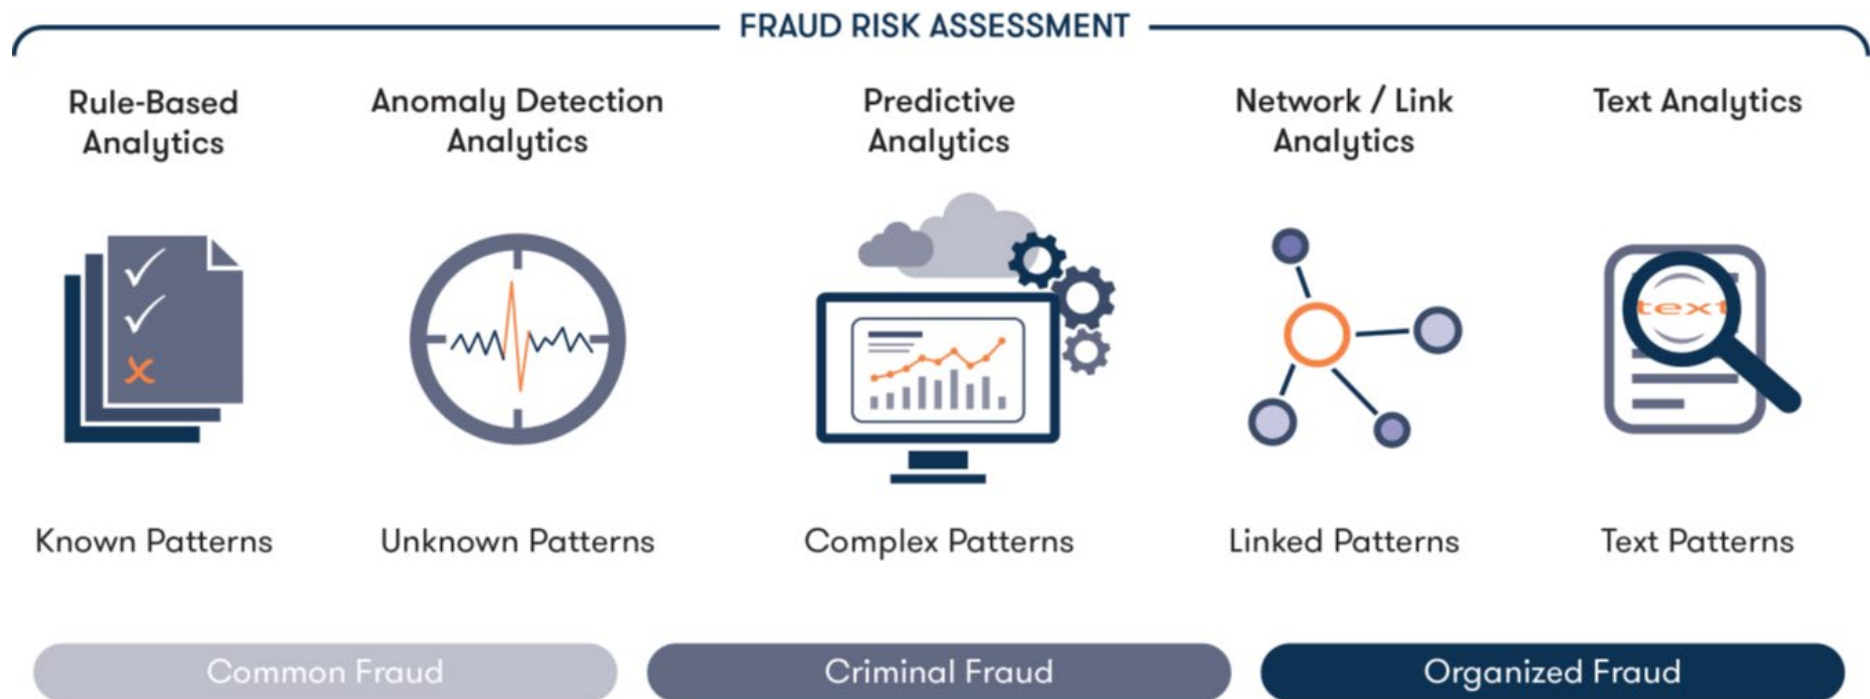 FRAUD RISK ASSESSMENT
Rule-Based
Analytics
Anomaly Detection
Analytics
Predictive
Analytics
Network / Link
Analytics
Text Analytics
text
Known Patterns
Unknown Patterns
Complex Patterns
Linked Patterns
Text Patterns
Common Fraud
Criminal Fraud
Organized Fraud